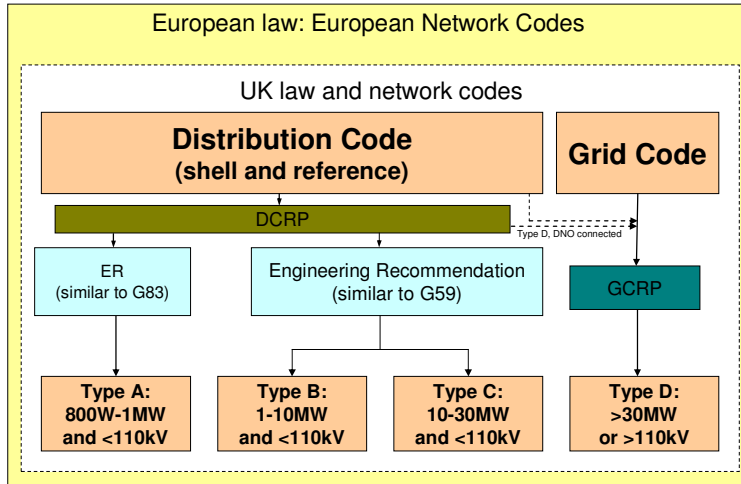 European law: European Network Codes
UK law and network codes
Distribution Code
(shell and reference)
Grid Code
DCRP
Type D, DNO connected
ER
(similar to G83)
Engineering Recommendation
(similar to G59)
GCRP
Type A:
800W-1MW
and <110kV
Type B:
1-10MW
and <110kV
Type C:
10-30MW
and <110kV
Type D:
>30MW
or >110kV